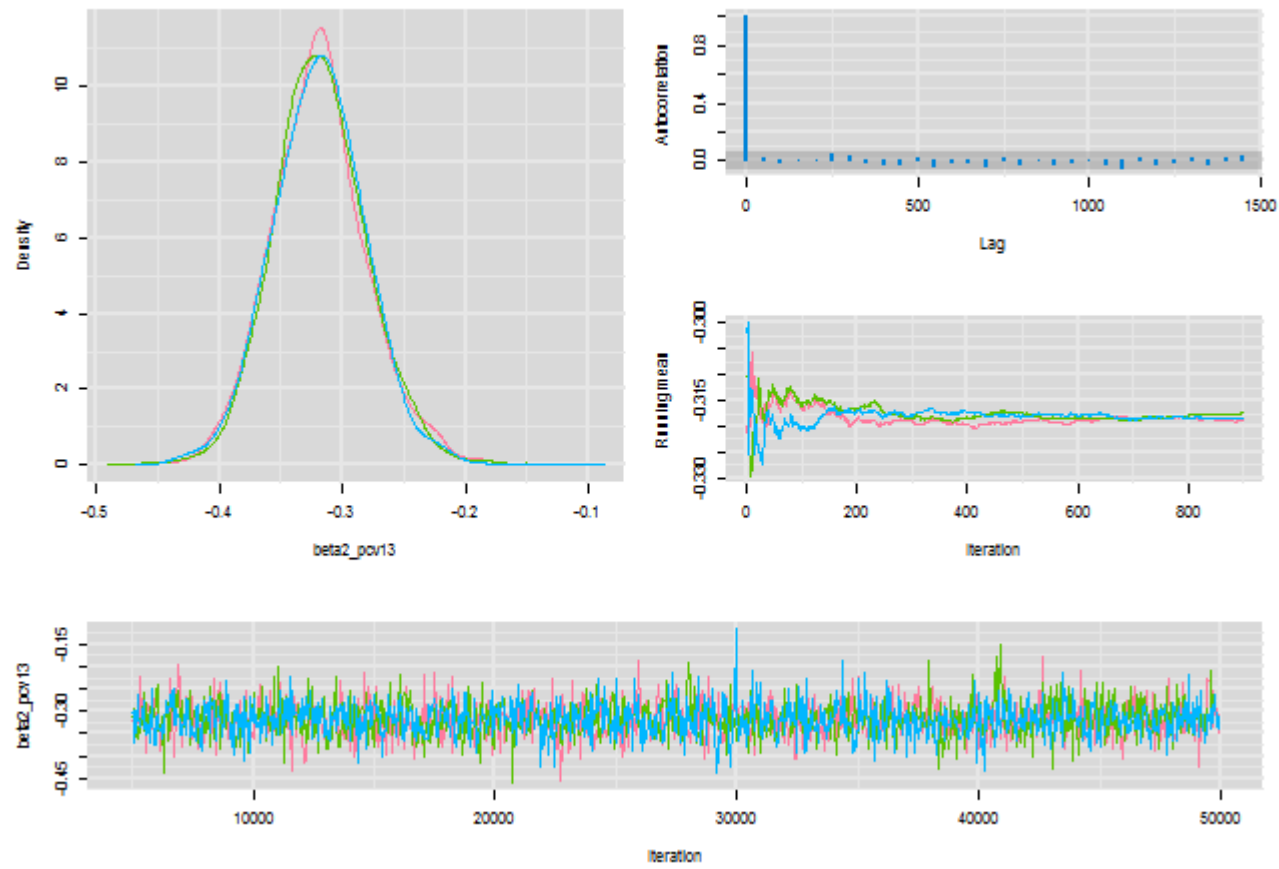 Density
0 2 4 6 8 10
-0.5 -0.4 -0.3 -0.2 -0.1
beta2_pcv13
Autocorrelation
0.0 0.4 0.8
0 500 1000 1500
Lag
Running mean
-0.330 -0.315 -0.300
0 200 400 600 800
Iteration
beta2_pcv13
-0.45 -0.30 -0.15
10000 20000 30000 40000 50000
Iteration